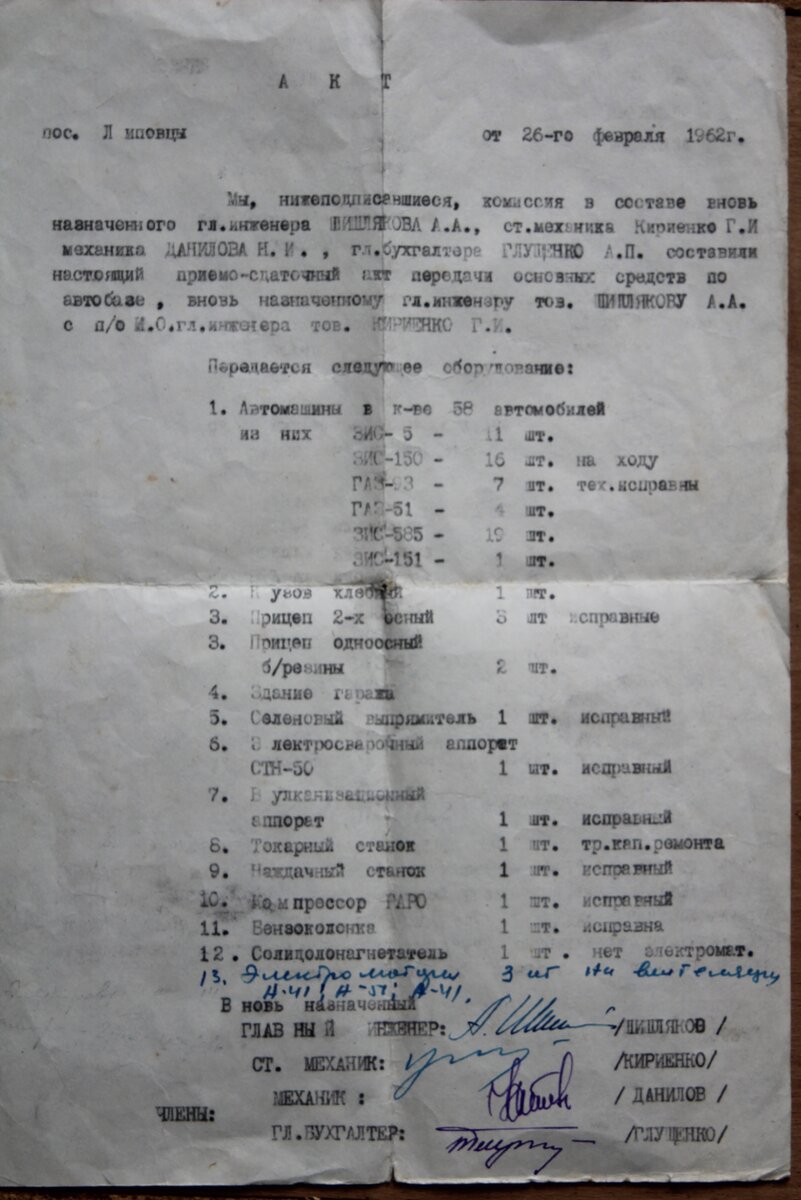 А К Т
пос. Л иповцы от 26-го февраля 1962г.
Мы, нижеподписавшиеся, комиссия в составе вновь
назначенного гл.инженера ШИШЛЯКОВА А.А., ст.механика Кириенко Г.И
механика ДАНИЛОВА Н. И. , гл.бухгалтера ГЛУЩЕНКО А.П. составили
настоящий приемо-сдаточный акт передачи основных средств по
автобазе , вновь назначенному гл.инженеру тов. ШИШЛЯКОВУ А.А.
с п/о И.О.гл.инженера тов. КИРИЕНКО Г.И.
Передается следующее оборудование:
1. Автомашины в к-ве 58 автомобилей
из них ЗИС-5 - 11 шт.
ЗИС-150 - 16 шт. на ходу
ГАЗ-93 - 7 шт. тех.исправны
ГАЗ-51 - 4 шт.
ЗИС-585 - 19 шт.
ЗИС-151 - 1 шт.
2. К узов хлебный 1 шт.
3. Прицеп 2-х осный 3 шт исправные
3. Прицеп одноосный
б/резины 2 шт.
4. Здание гаража
5. Селеновый выпрямитель 1 шт. исправный
6. Э лектросварочный аппарат
СТН-50 1 шт. исправный
7. В улканизационный
аппорат 1 шт. исправный
8. Токарный станок 1 шт. тр.кап.ремонта
9. Наждачный станок 1 шт. исправный
10. Ком прессор ГАРО 1 шт. исправный
11. Бензоколонка 1 шт. исправна
12. Солидолонагнетатель 1 шт . нет электромат.
13. Электромоторы 3 шт на вентиляции
А-41; А-51; А-41.
В новь назначенный
ГЛАВ НЫ Й ИНЖЕНЕР: /ШИШЛЯКОВ /
СТ. МЕХАНИК: /КИРИЕНКО/
МЕХАНИК : / ДАНИЛОВ /
ЧЛЕНЫ:
ГЛ.БУХГАЛТЕР: /ГЛУЩЕНКО/